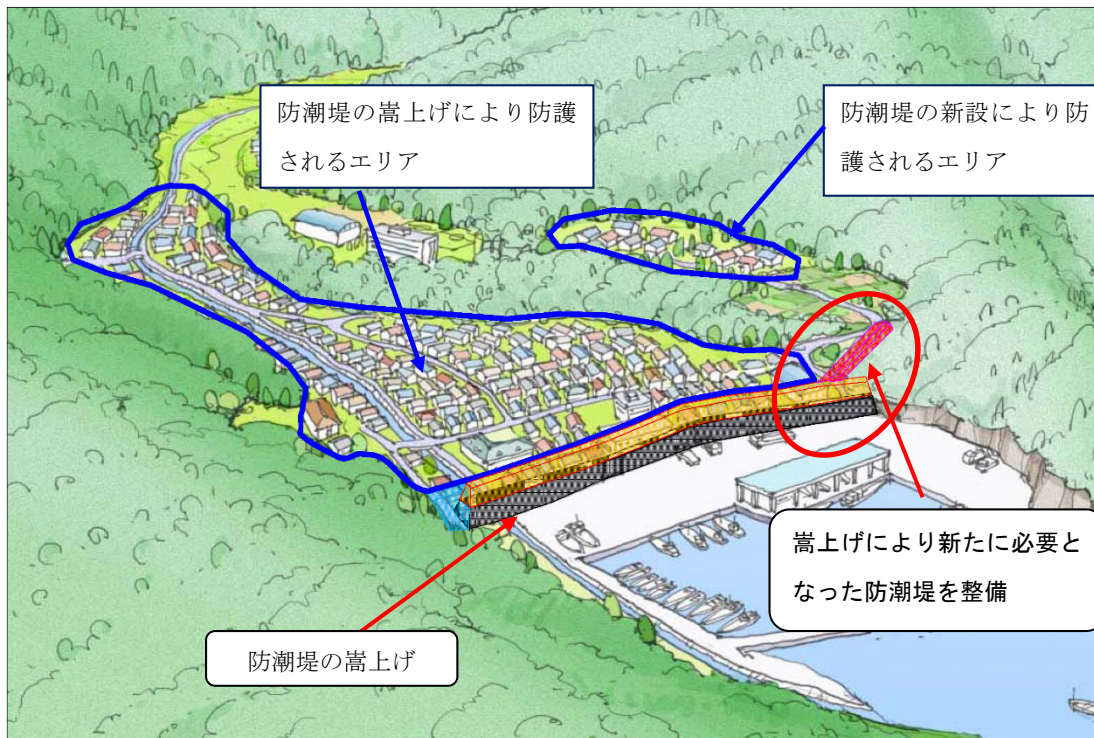 防潮堤の嵩上げにより防護
されるエリア
防潮堤の新設により防
護されるエリア
嵩上げにより新たに必要と
なった防潮堤を整備
防潮堤の嵩上げ